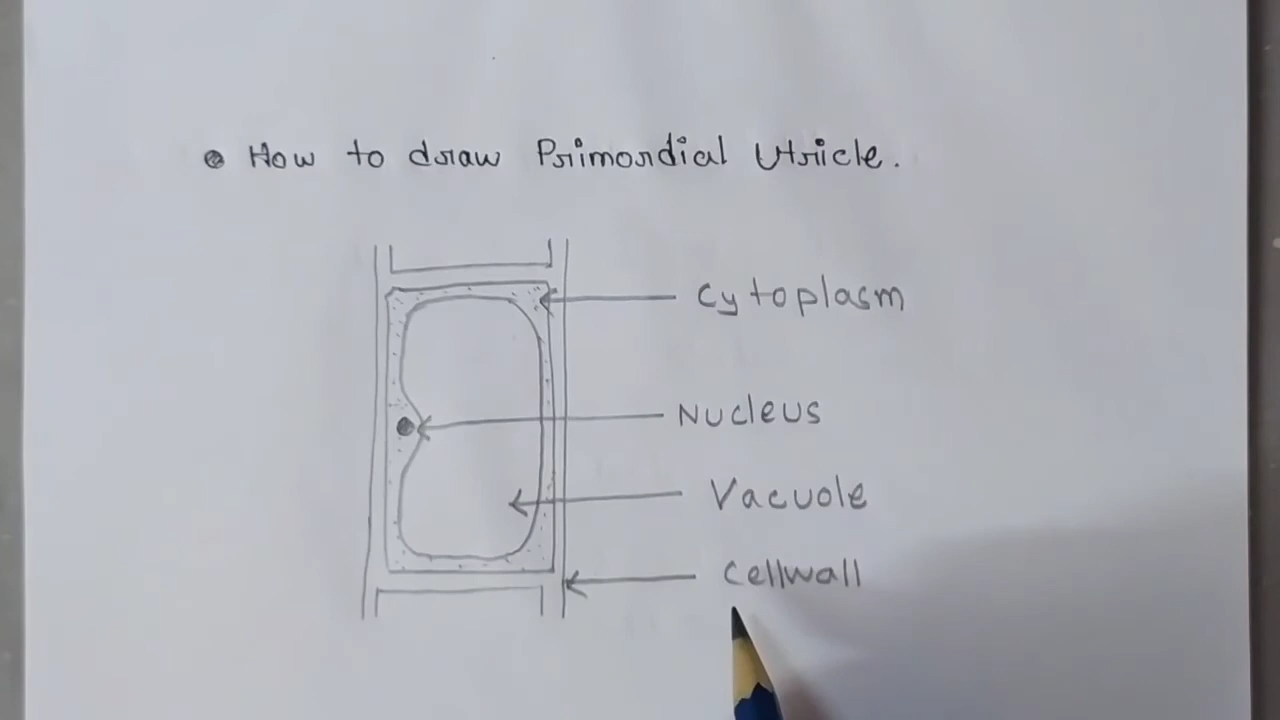 How to draw Primordial Utricle.
Cytoplasm
Nucleus
Vacuole
Cellwall